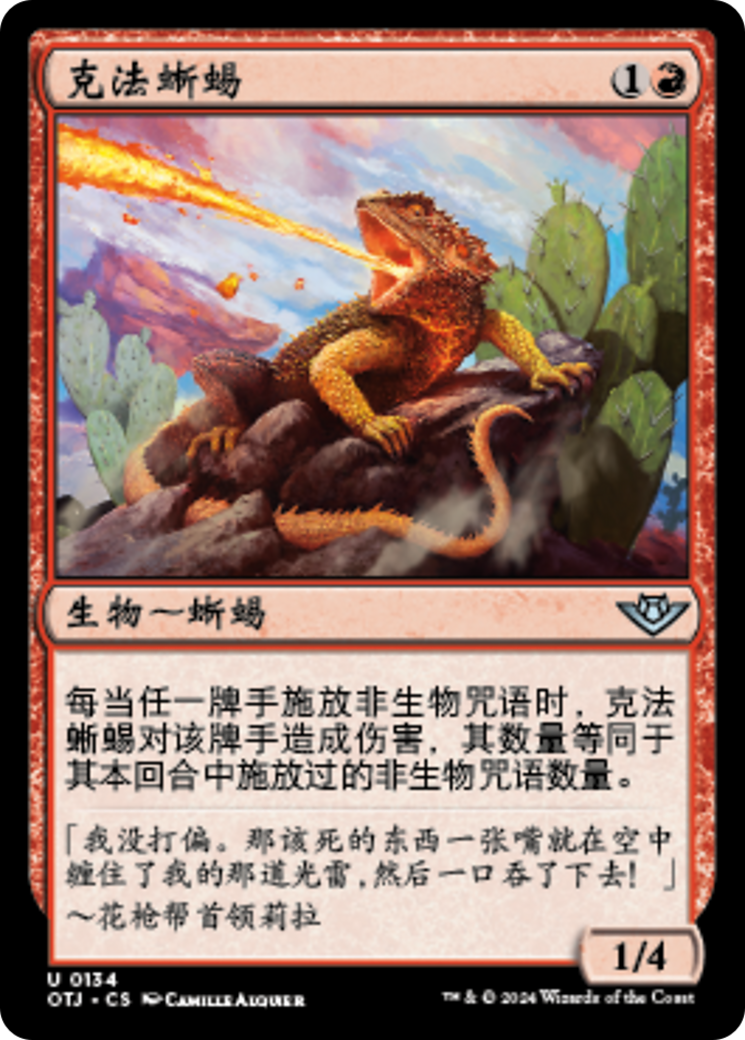 克法蜥蜴 1
生物～蜥蜴
每当任一牌手施放非生物咒语时，克法
蜥蜴对该牌手造成伤害，其数量等同于
其本回合中施放过的非生物咒语数量。
「我没打偏。那该死的东西一张嘴就在空中
缠住了我的那道光雷，然后一口吞了下去！」
～花枪帮首领莉拉
1/4
U 0134
OTJ • CS Camille Alquier
™ & © 2024 Wizards of the Coast